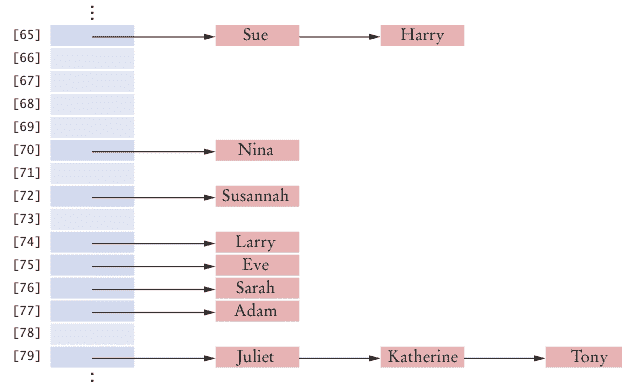 [65] Sue Harry
[66]
[67]
[68]
[69]
[70] Nina
[71]
[72] Susannah
[73]
[74] Larry
[75] Eve
[76] Sarah
[77] Adam
[78]
[79] Juliet Katherine Tony